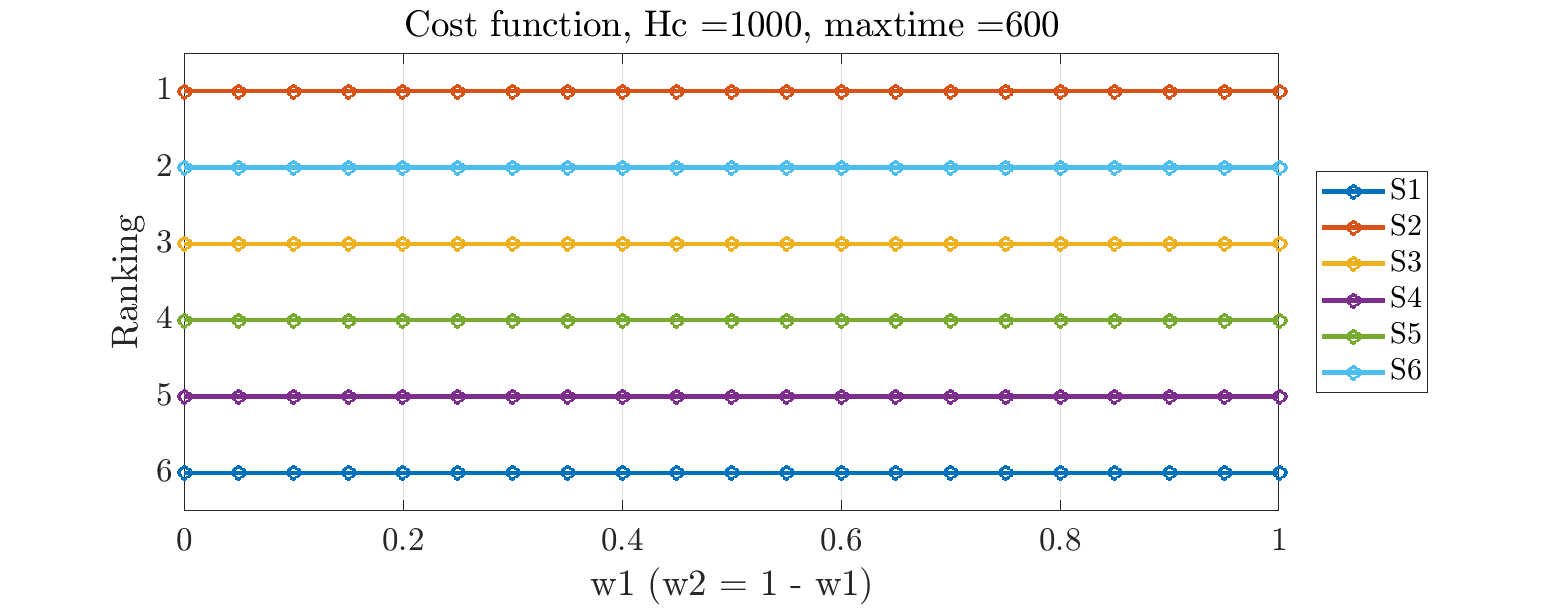 Cost function, Hc =1000, maxtime =600
1
2
3
4
5
6
Ranking
0 0.2 0.4 0.6 0.8 1
w1 (w2 = 1 - w1)
S1
S2
S3
S4
S5
S6